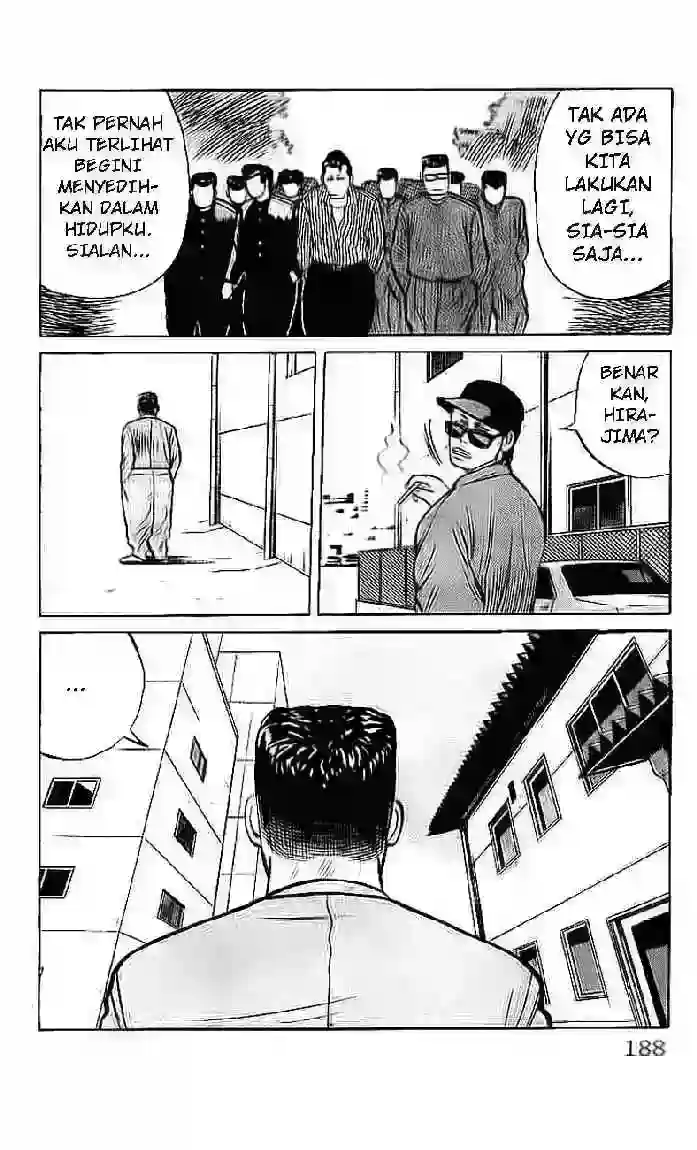 TAK ADA
YG BISA
KITA
LAKUKAN
LAGI,
SIA-SIA
SAJA...
TAK PERNAH
AKU TERLIHAT
BEGINI
MENYEDIH-
KAN DALAM
HIDUPKU.
SIALAN...
BENAR
KAN,
HIRA-
JIMA?
...
188